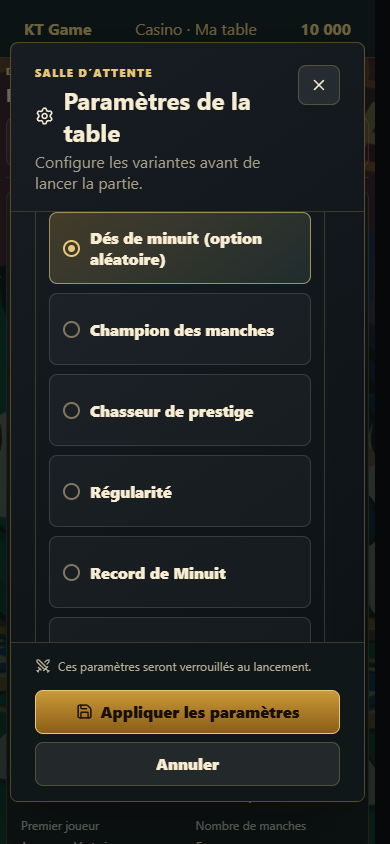 KT Game Casino · Ma table 10 000
SALLE D'ATTENTE
Paramètres de la
table
Configure les variantes avant de
lancer la partie.
Dés de minuit (option
aléatoire)
Champion des manches
Chasseur de prestige
Régularité
Record de Minuit
Ces paramètres seront verrouillés au lancement.
Appliquer les paramètres
Annuler
Premier joueur Nombre de manches